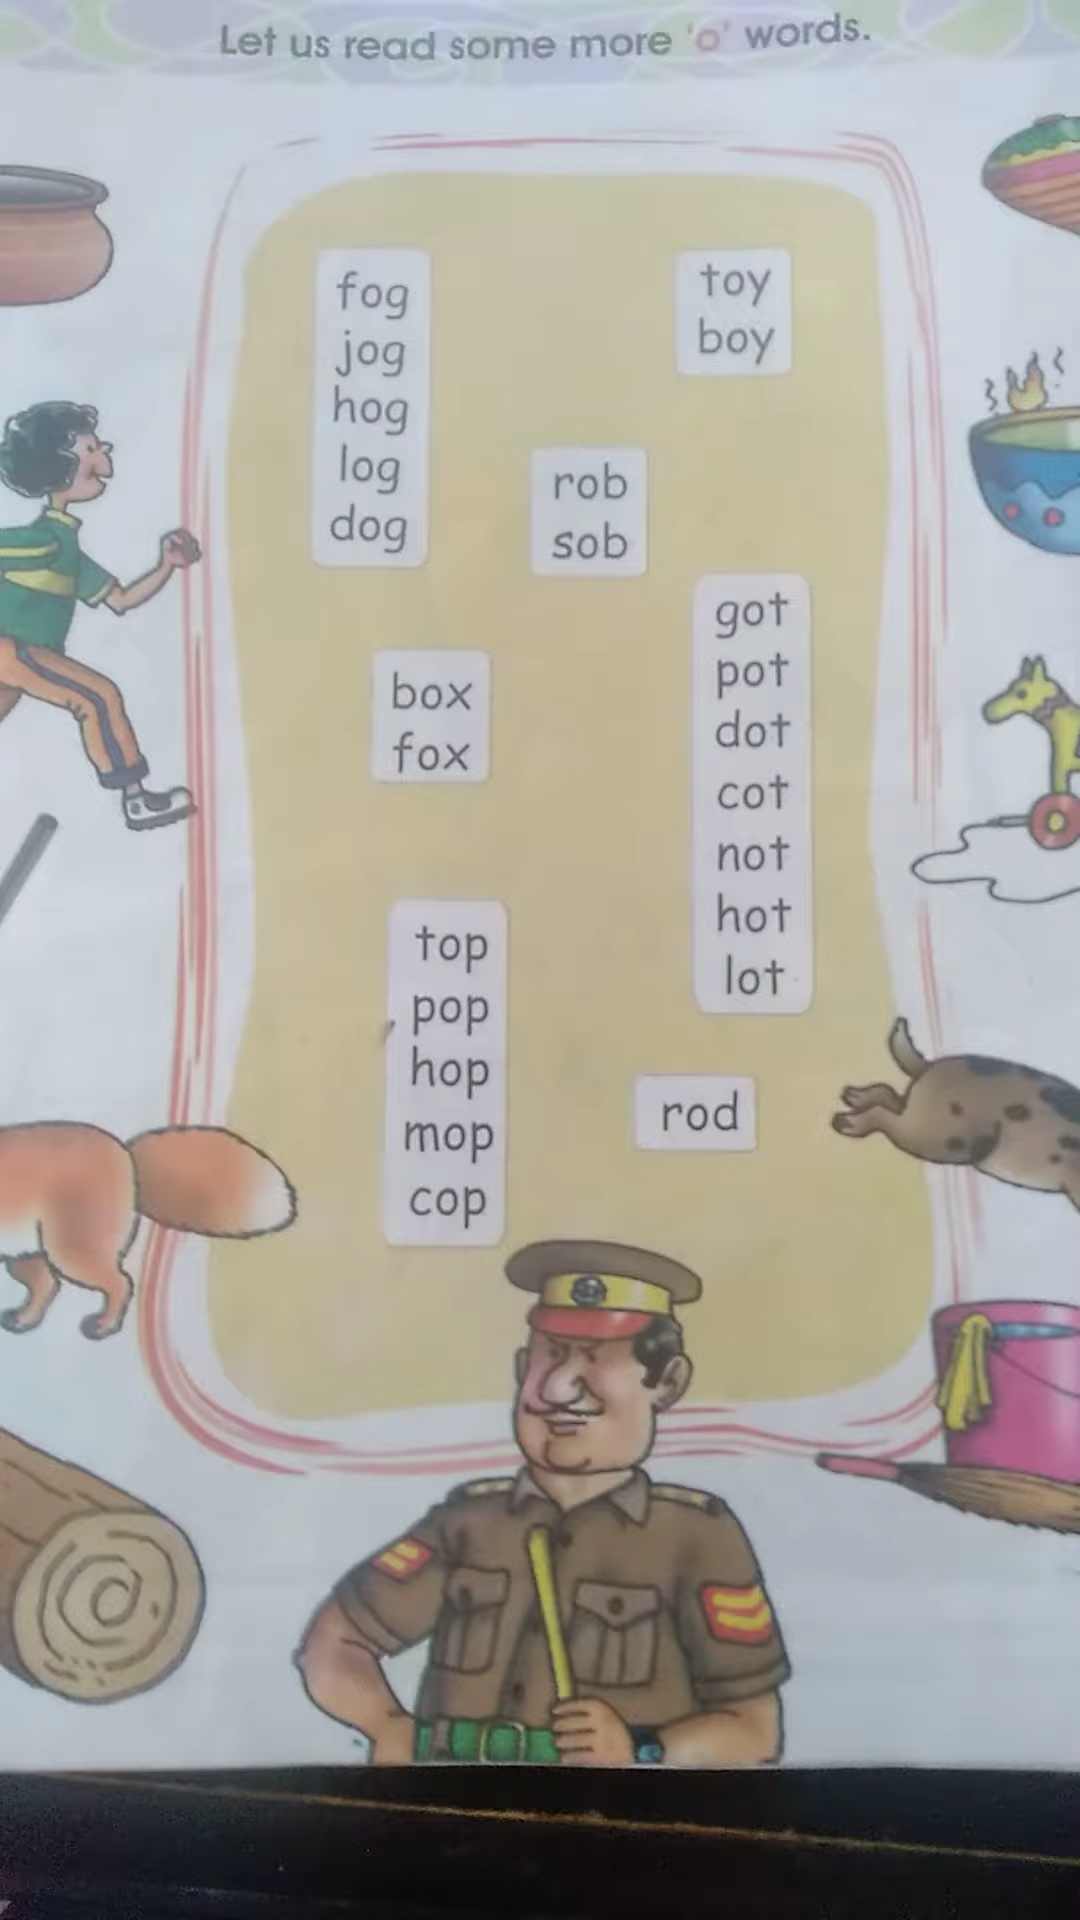 Let us read some more 'o' words.
fog
jog
hog
log
dog
toy
boy
rob
sob
got
pot
dot
cot
not
hot
lot
box
fox
top
pop
hop
mop
cop
rod